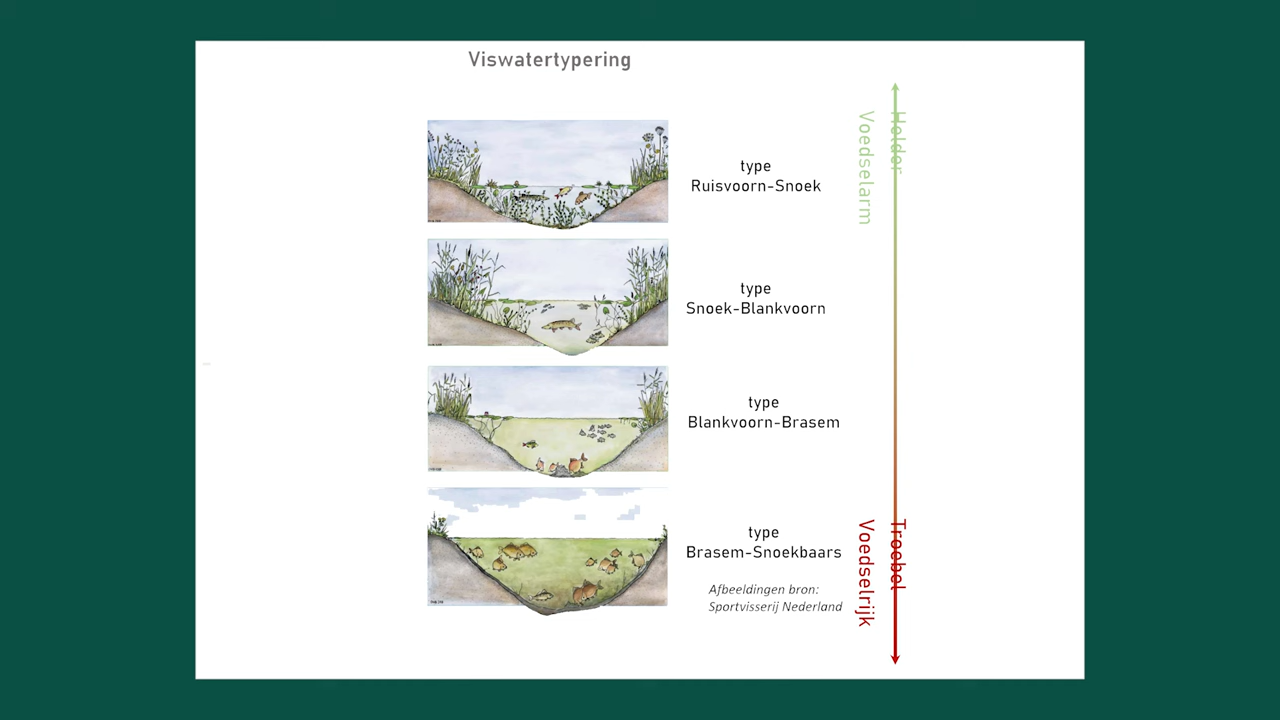 Viswatertypering
type
Ruisvoorn-Snoek
type
Snoek-Blankvoorn
type
Blankvoorn-Brasem
type
Brasem-Snoekbaars
Afbeeldingen bron:
Sportvisserij Nederland
Helder
Voedselarm
Troebel
Voedselrijk